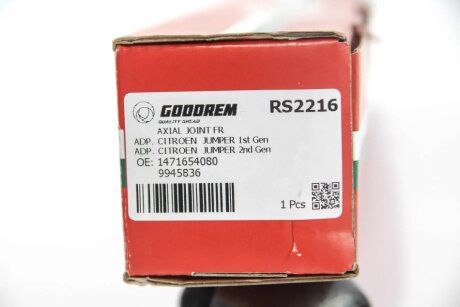 GOODREM
QUALITY AHEAD
RS2216
AXIAL JOINT FR
ADP. CITROEN JUMPER 1st Gen
ADP. CITROEN JUMPER 2nd Gen
OE: 1471654080
9945836
1 Pcs